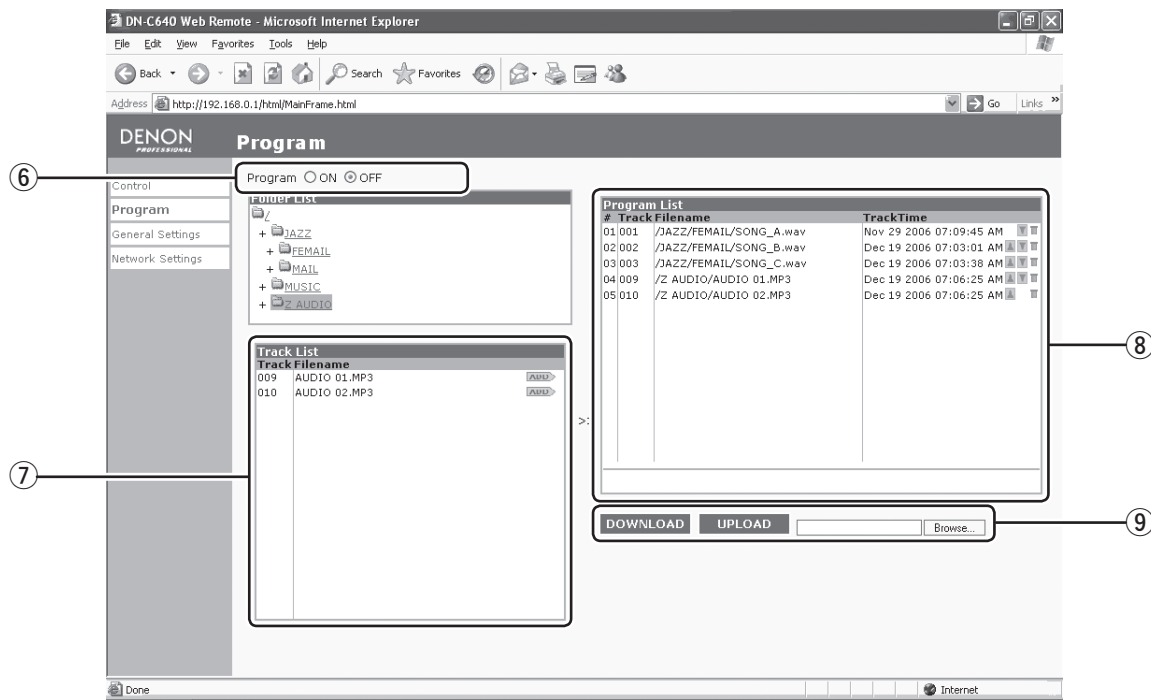 DN-C640 Web Remote - Microsoft Internet Explorer
File Edit View Favorites Tools Help
Back Search Favorites
Address http://192.168.0.1/html/MainFrame.html Go Links »
DENON
PROFESSIONAL
Program
⑥
Program ON OFF
Control
Program
General Settings
Network Settings
Folder List
/
+ JAZZ
+ FEMAIL
+ MAIL
+ MUSIC
+ Z AUDIO
Track List
Track Filename
009 AUDIO 01.MP3 ADD
010 AUDIO 02.MP3 ADD
⑦
>:
Program List
# Track Filename TrackTime
01 001 /JAZZ/FEMAIL/SONG_A.wav Nov 29 2006 07:09:45 AM
02 002 /JAZZ/FEMAIL/SONG_B.wav Dec 19 2006 07:03:01 AM
03 003 /JAZZ/FEMAIL/SONG_C.wav Dec 19 2006 07:03:38 AM
04 009 /Z AUDIO/AUDIO 01.MP3 Dec 19 2006 07:06:25 AM
05 010 /Z AUDIO/AUDIO 02.MP3 Dec 19 2006 07:06:25 AM
⑧
DOWNLOAD UPLOAD Browse...
⑨
Done Internet